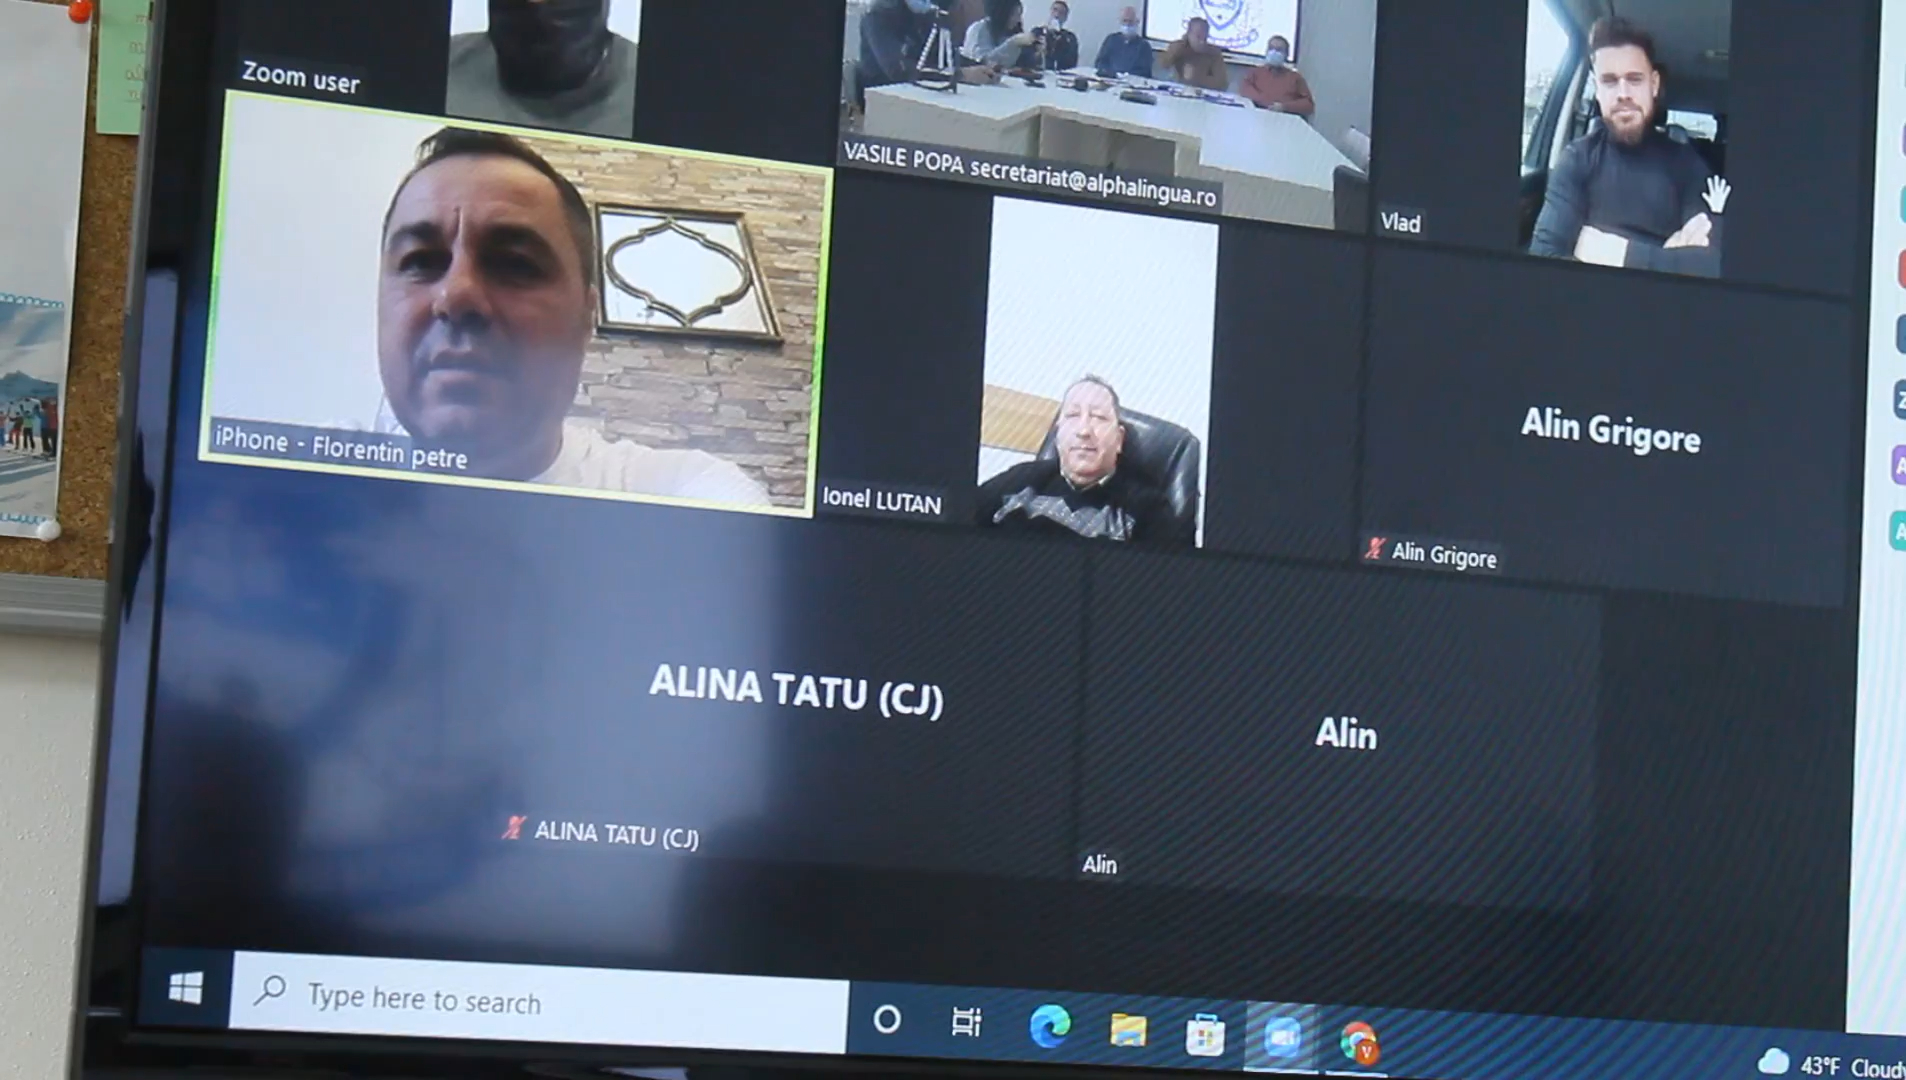 Zoom user
VASILE POPA secretariat@alphalingua.ro
Vlad
iPhone - Florentin petre
Ionel LUTAN
Alin Grigore
Alin Grigore
ALINA TATU (CJ)
Alin
ALINA TATU (CJ)
Alin
Type here to search
43°F